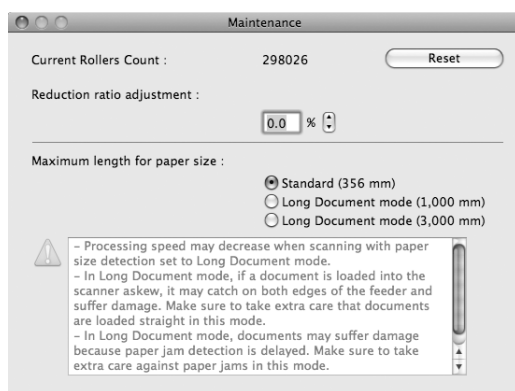 Maintenance
Current Rollers Count : 298026 Reset
Reduction ratio adjustment :
0.0 %
Maximum length for paper size :
Standard (356 mm)
Long Document mode (1,000 mm)
Long Document mode (3,000 mm)
– Processing speed may decrease when scanning with paper
size detection set to Long Document mode.
– In Long Document mode, if a document is loaded into the
scanner askew, it may catch on both edges of the feeder and
suffer damage. Make sure to take extra care that documents
are loaded straight in this mode.
– In Long Document mode, documents may suffer damage
because paper jam detection is delayed. Make sure to take
extra care against paper jams in this mode.